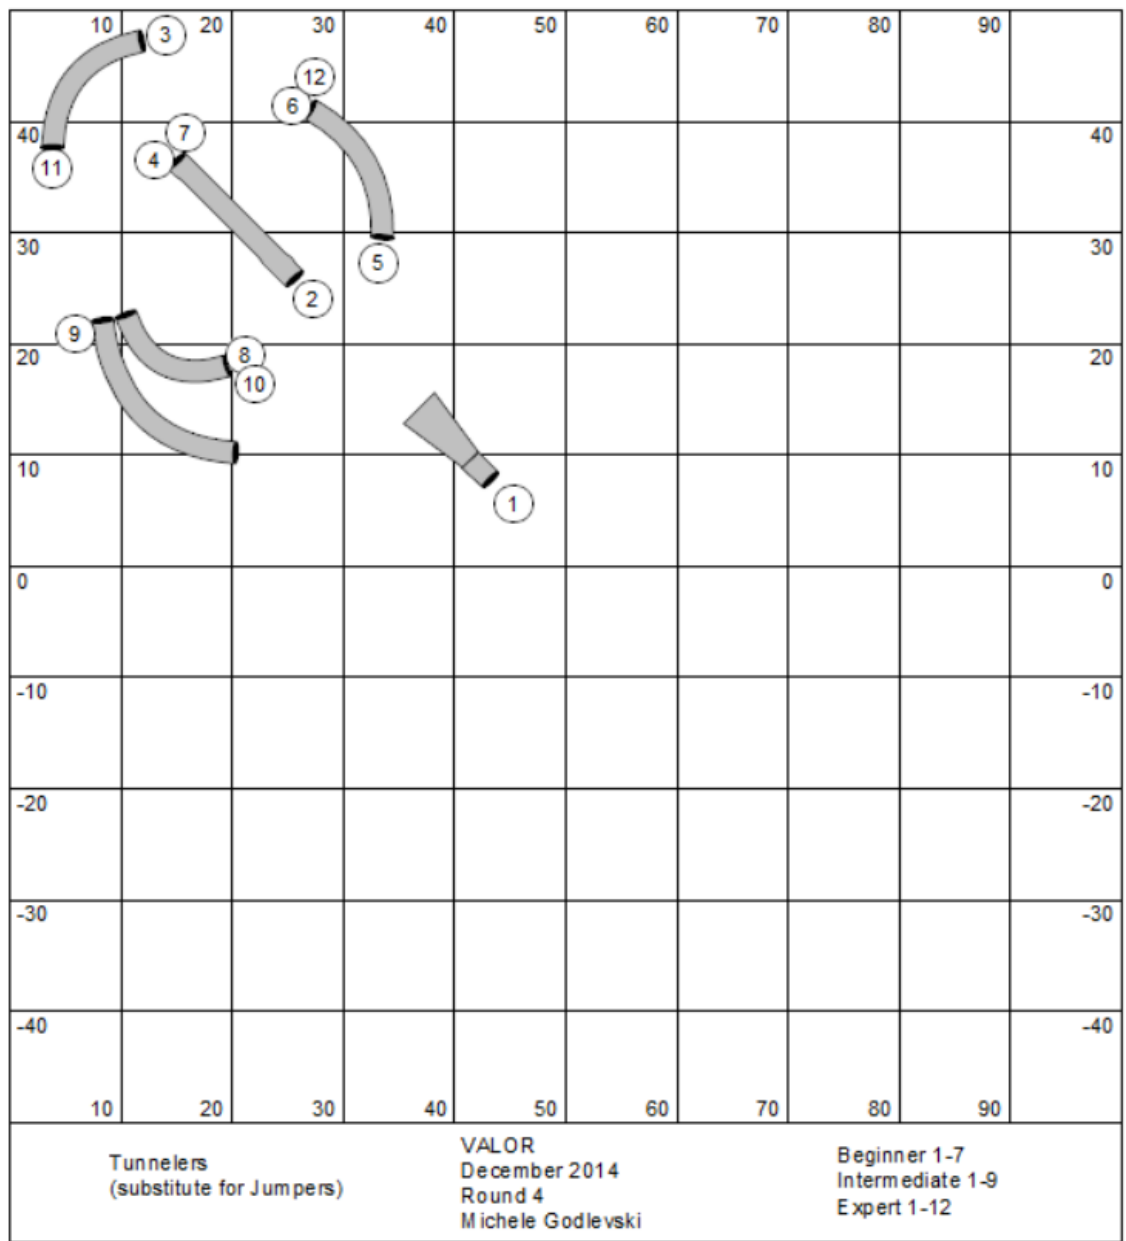 10 20 30 40 50 60 70 80 90
3
12
6
40 40
7
4
11
30 30
5
2
9
20 20
8
10
10 10
1
0 0
-10 -10
-20 -20
-30 -30
-40 -40
10 20 30 40 50 60 70 80 90
Tunnelers
(substitute for Jumpers)
VALOR
December 2014
Round 4
Michele Godlevski
Beginner 1-7
Intermediate 1-9
Expert 1-12